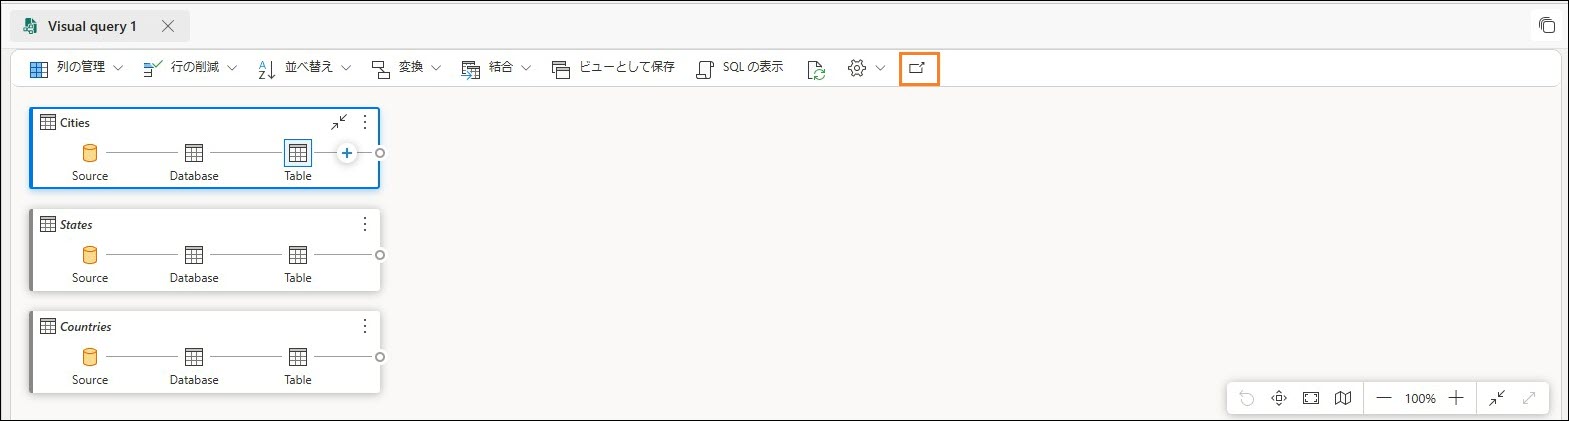 Visual query 1
列の管理 行の削減 並べ替え 変換 結合 ビューとして保存 SQL の表示
Cities
Source Database Table
States
Source Database Table
Countries
Source Database Table
100%